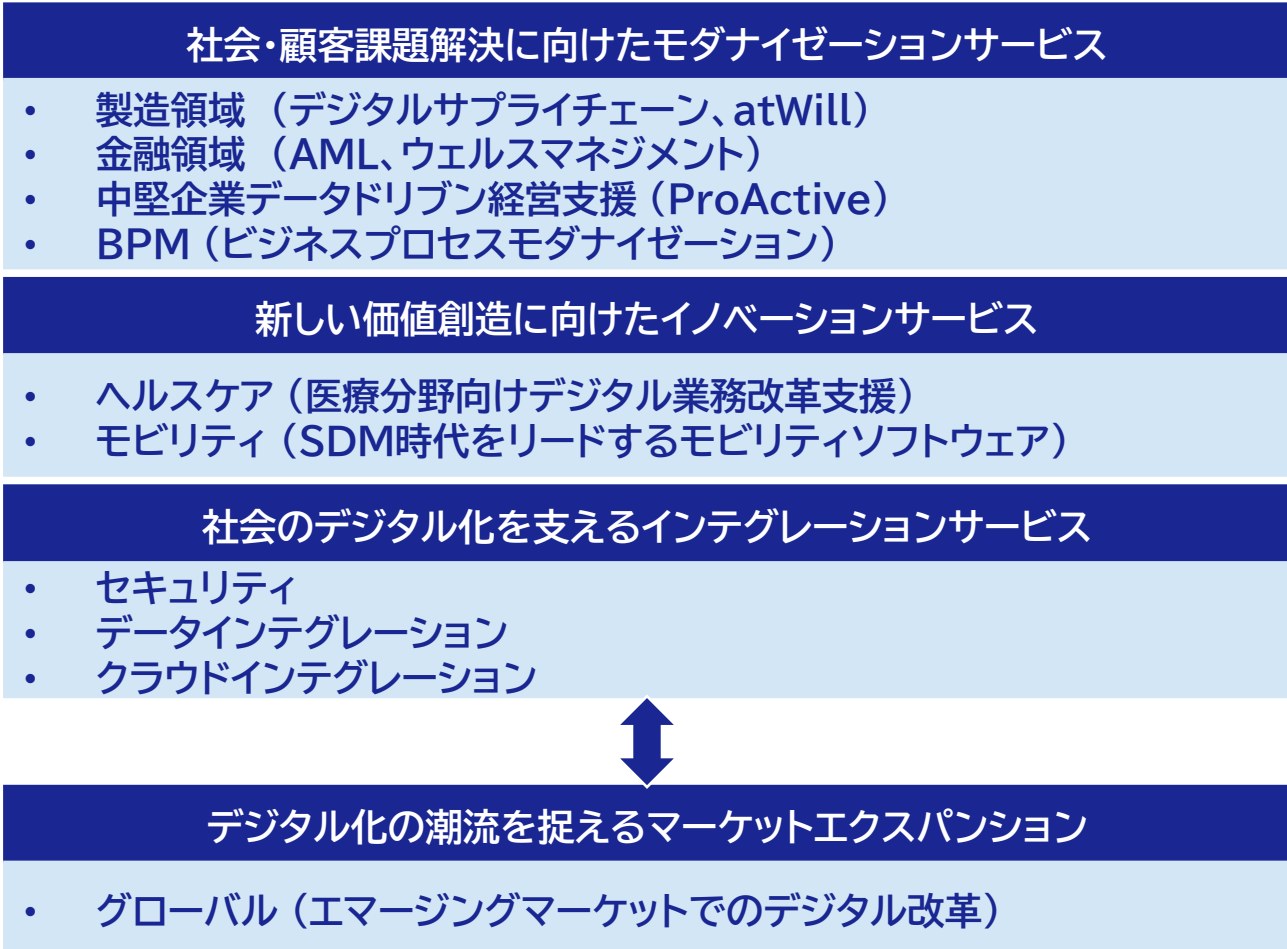 社会・顧客課題解決に向けたモダナイゼーションサービス
• 製造領域 （デジタルサプライチェーン、atWill）
• 金融領域 （AML、ウェルスマネジメント）
• 中堅企業データドリブン経営支援（ProActive）
• BPM（ビジネスプロセスモダナイゼーション）
新しい価値創造に向けたイノベーションサービス
• ヘルスケア（医療分野向けデジタル業務改革支援）
• モビリティ（SDM時代をリードするモビリティソフトウェア）
社会のデジタル化を支えるインテグレーションサービス
• セキュリティ
• データインテグレーション
• クラウドインテグレーション
デジタル化の潮流を捉えるマーケットエクスパンション
• グローバル（エマージングマーケットでのデジタル改革）